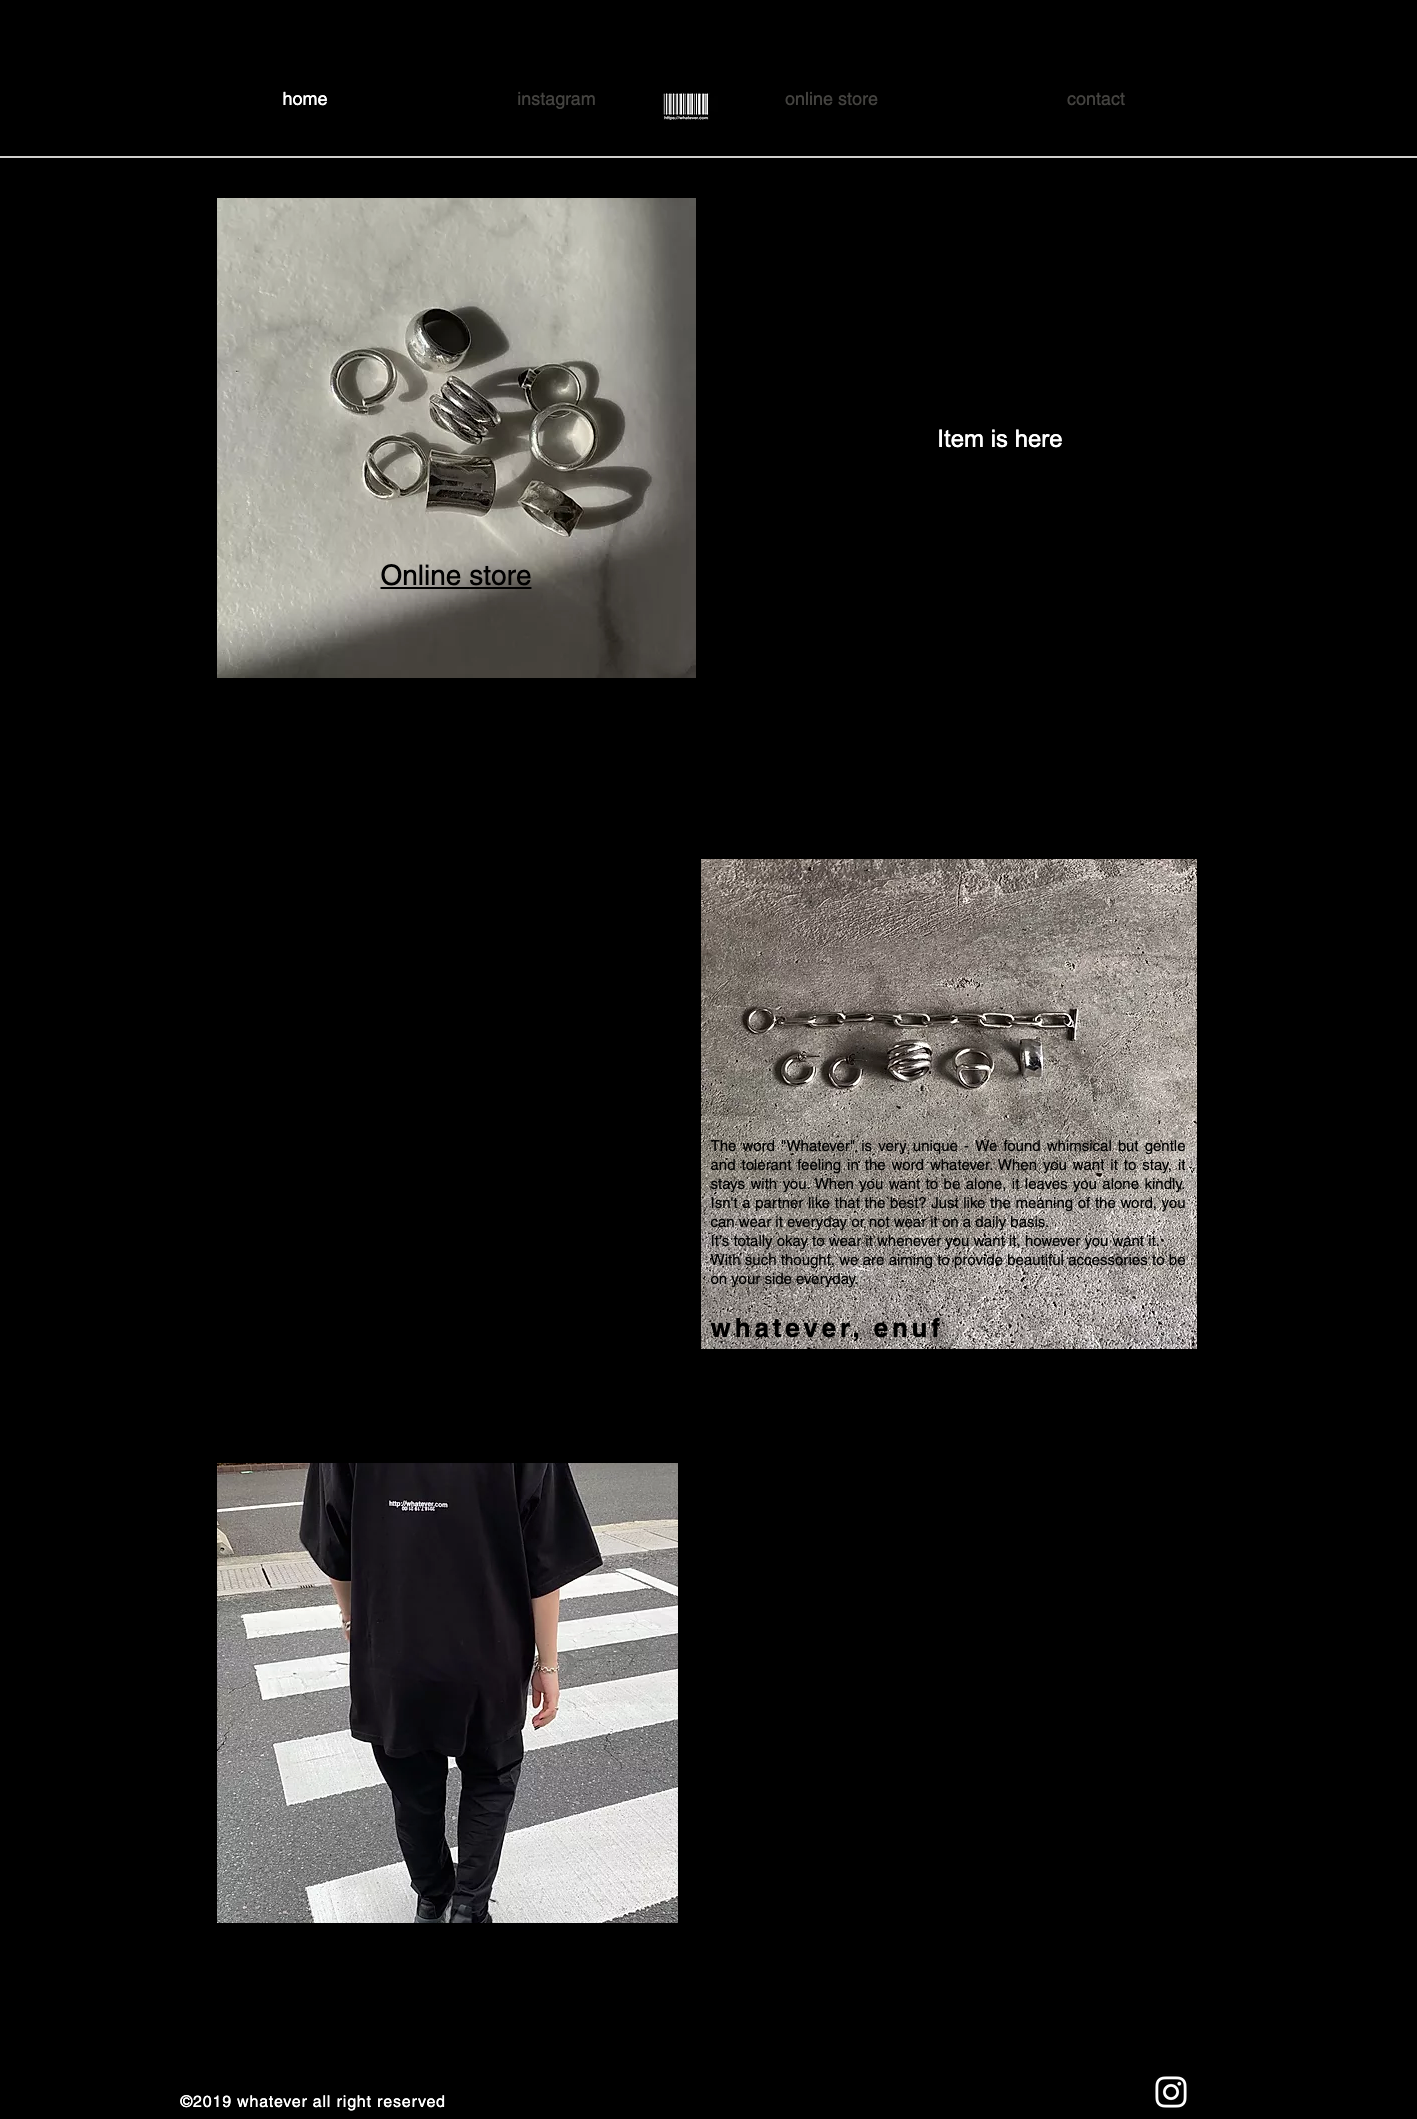 home
instagram
https://whatever.com
online store
contact
Item is here
Online store
The word "Whatever" is very unique - We found whimsical but gentle
and tolerant feeling in the word whatever. When you want it to stay, it
stays with you. When you want to be alone, it leaves you alone kindly.
Isn't a partner like that the best? Just like the meaning of the word, you
can wear it everyday or not wear it on a daily basis.
It's totally okay to wear it whenever you want it, however you want it.
With such thought, we are aiming to provide beautiful accessories to be
on your side everyday.
whatever, enuf
http://whatever.com
©2019 whatever all right reserved